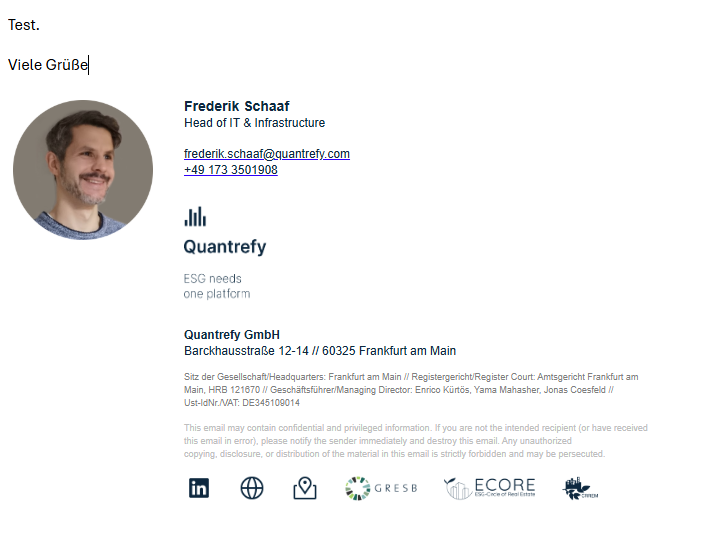 Test.
Viele Grüße
Frederik Schaaf
Head of IT & Infrastructure
frederik.schaaf@quantrefy.com
+49 173 3501908
Quantrefy
ESG needs
one platform
Quantrefy GmbH
Barckhausstraße 12-14 // 60325 Frankfurt am Main
Sitz der Gesellschaft/Headquarters: Frankfurt am Main // Registergericht/Register Court: Amtsgericht Frankfurt am
Main, HRB 121670 // Geschäftsführer/Managing Director: Enrico Kürtös, Yama Mahasher, Jonas Coesfeld //
Ust-IdNr./VAT: DE345109014
This email may contain confidential and privileged information. If you are not the intended recipient (or have received
this email in error), please notify the sender immediately and destroy this email. Any unauthorized
copying, disclosure, or distribution of the material in this email is strictly forbidden and may be persecuted.
in
GRESB
ECORE
ESG-Circle of Real Estate
CRREM